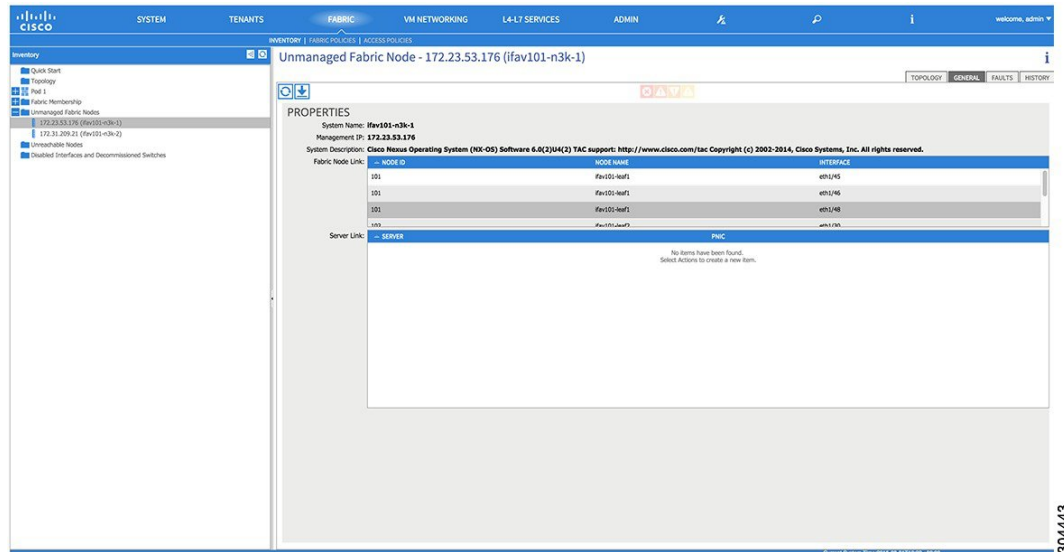 CISCO
SYSTEM TENANTS FABRIC VM NETWORKING L4-L7 SERVICES ADMIN i welcome, admin
INVENTORY | FABRIC POLICIES | ACCESS POLICIES
Inventory
Quick Start
Topology
Pod 1
Fabric Membership
Unmanaged Fabric Nodes
172.23.53.176 (ifav101-n3k-1)
172.31.209.21 (ifav101-n3k-2)
Unreachable Nodes
Disabled Interfaces and Decommissioned Switches
Unmanaged Fabric Node - 172.23.53.176 (ifav101-n3k-1)
i
TOPOLOGY GENERAL FAULTS HISTORY
PROPERTIES
System Name: ifav101-n3k-1
Management IP: 172.23.53.176
System Description: Cisco Nexus Operating System (NX-OS) Software 6.0(2)U4(2) TAC support: http://www.cisco.com/tac Copyright (c) 2002-2014, Cisco Systems, Inc. All rights reserved.
Fabric Node Link: NODE ID NODE NAME INTERFACE
101 ifav101-leaf1 eth1/45
101 ifav101-leaf1 eth1/46
101 ifav101-leaf1 eth1/48
102 ifav101-leaf2 eth1/30
Server Link: SERVER PNIC
No items have been found.
Select Actions to create a new item.
304443